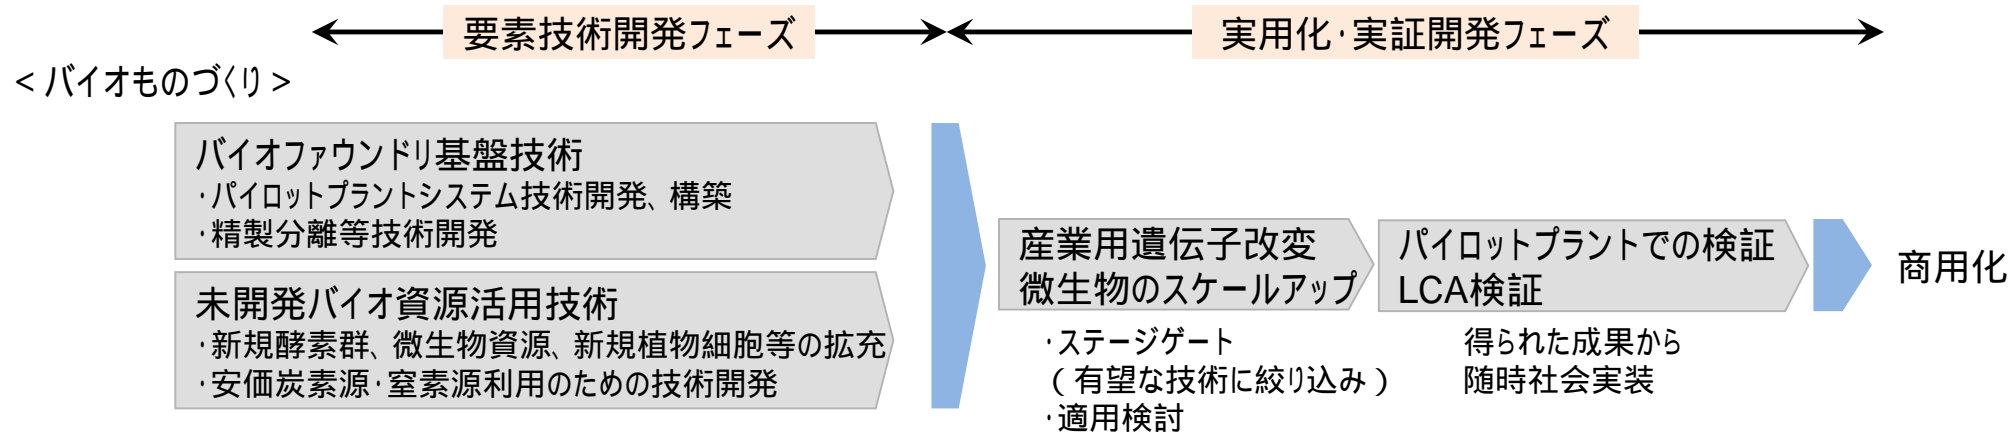 要素技術開発フェーズ
実用化・実証開発フェーズ
＜バイオものづくり＞
バイオファウンドリ基盤技術
・パイロットプラントシステム技術開発、構築
・精製分離等技術開発
未開発バイオ資源活用技術
・新規酵素群、微生物資源、新規植物細胞等の拡充
・安価炭素源・窒素源利用のための技術開発
産業用遺伝子改変
微生物のスケールアップ
・ステージゲート
（有望な技術に絞り込み）
・適用検討
パイロットプラントでの検証
LCA検証
得られた成果から
随時社会実装
商用化